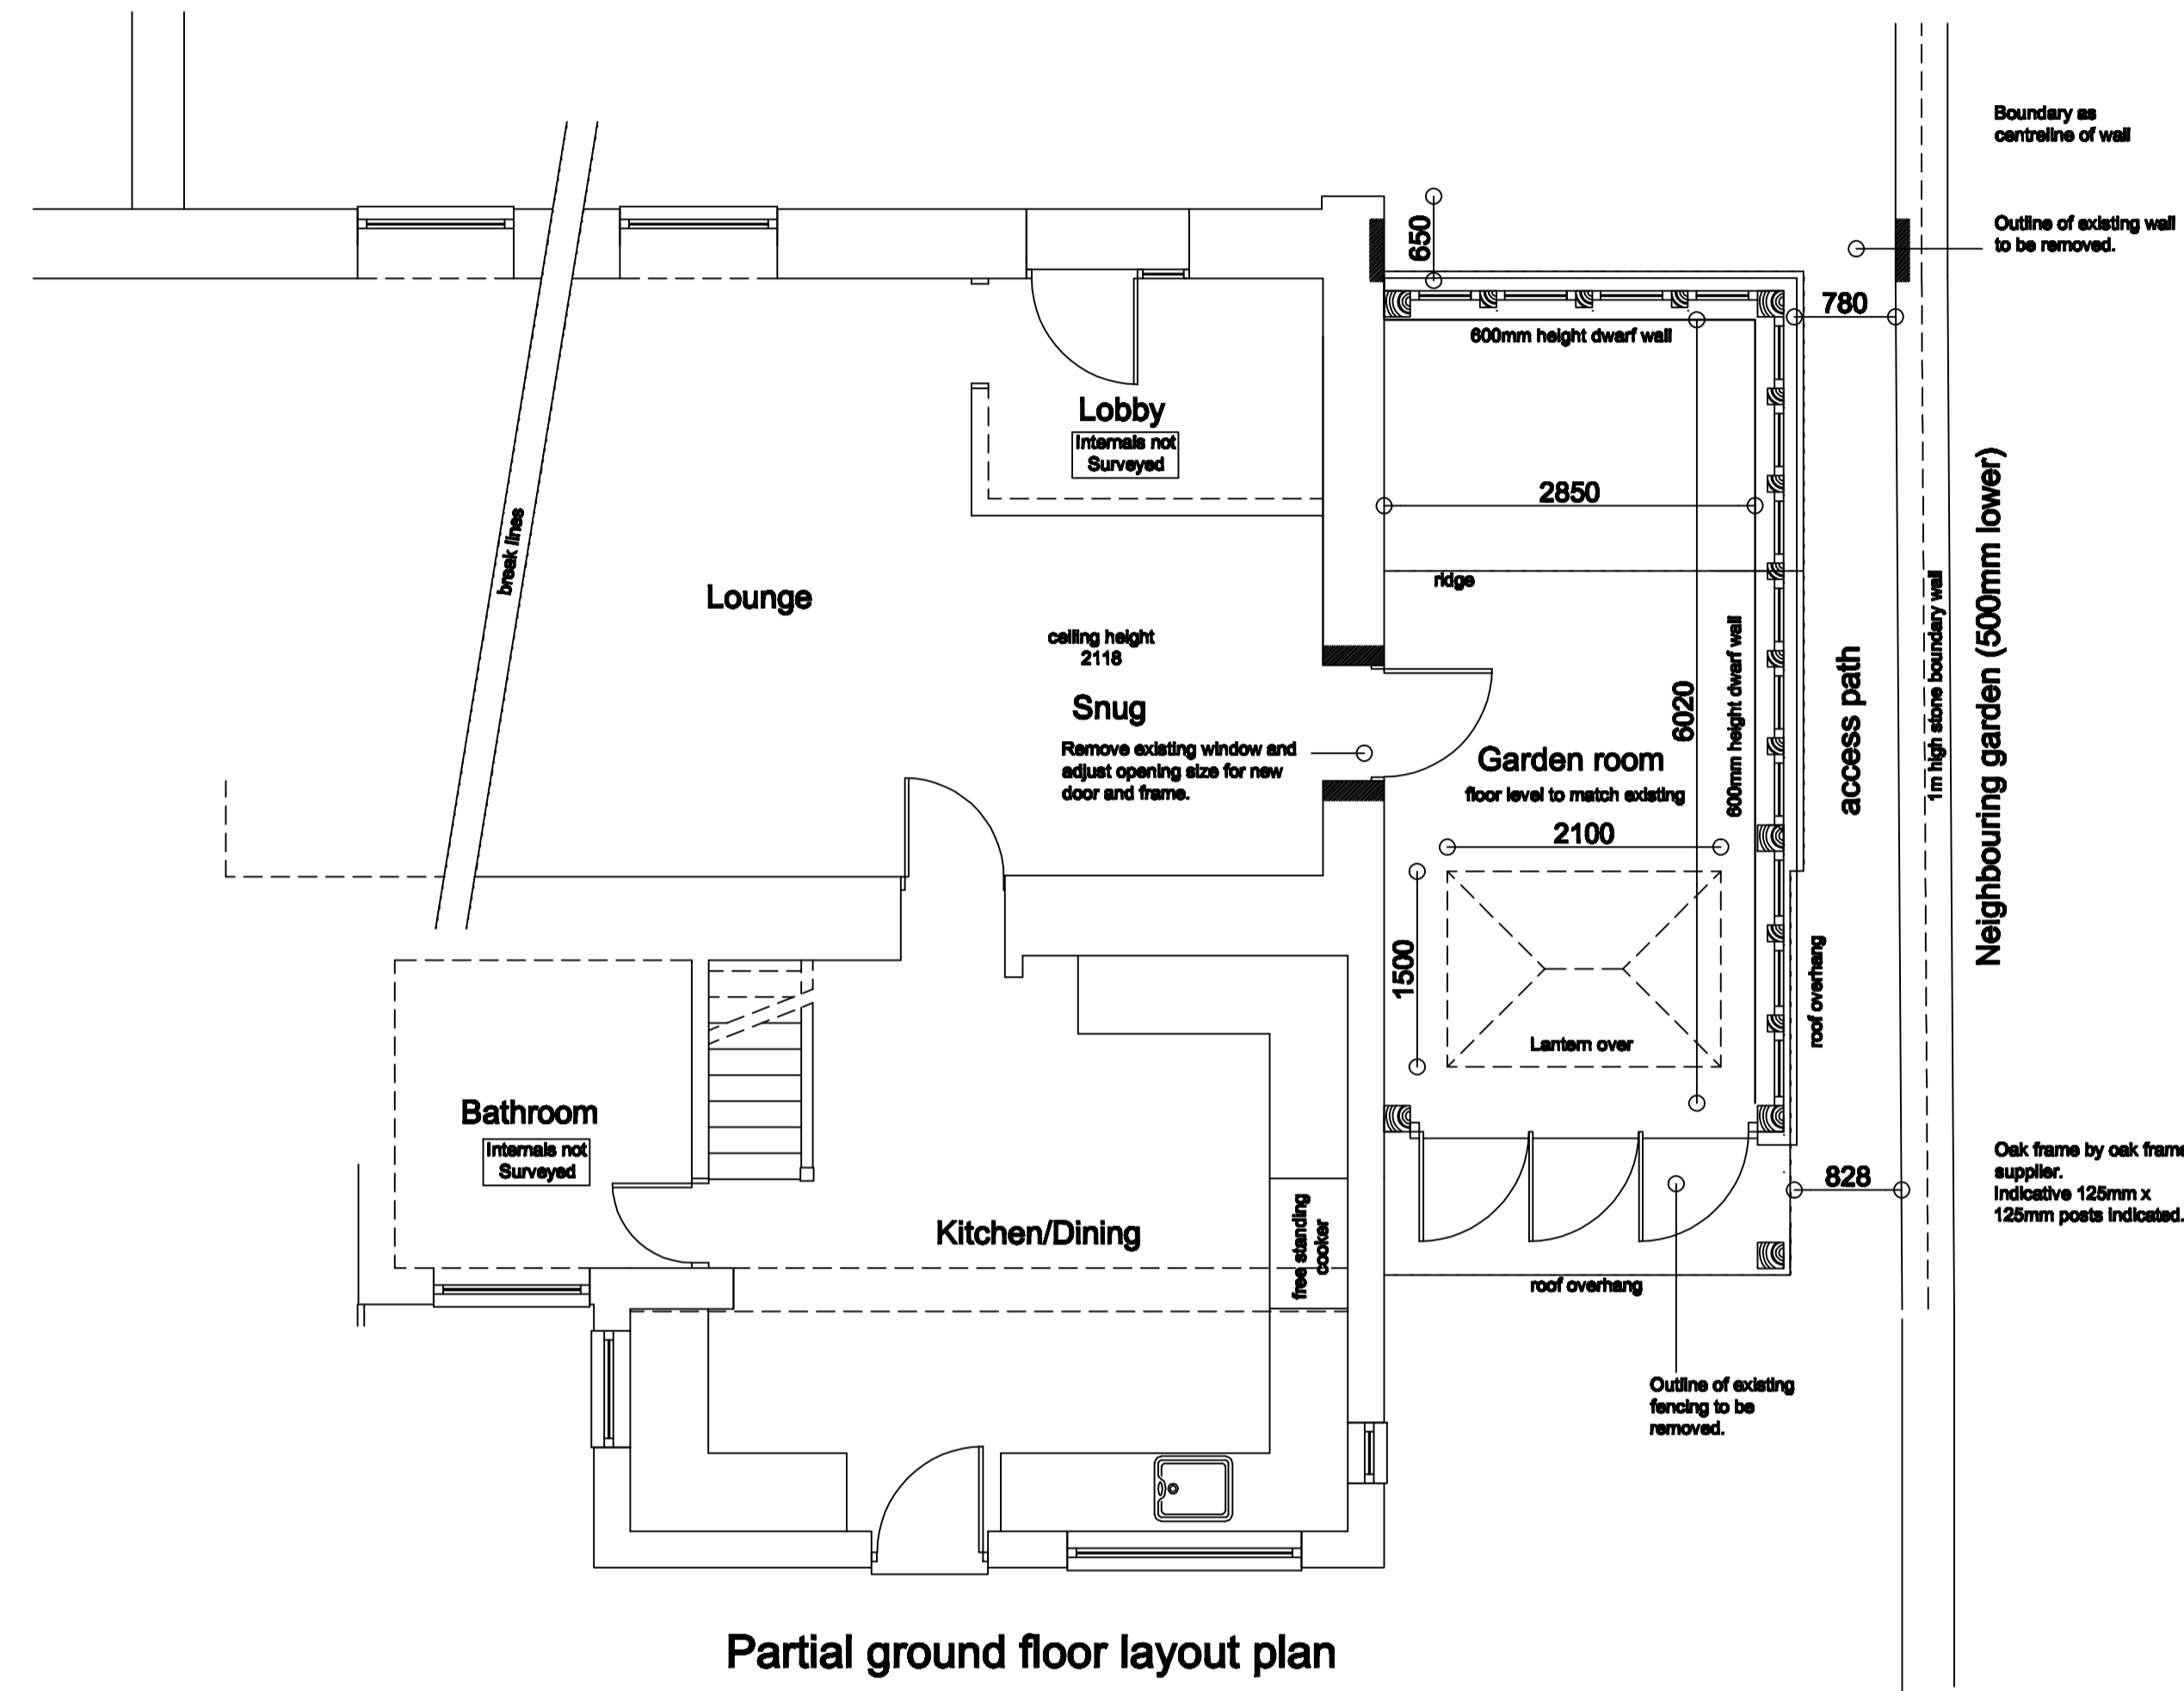 Boundary as
centreline of wall
Outline of existing wall
to be removed.
650
780
600mm height dwarf wall
Lobby
Internals not
Surveyed
2850
break lines
ridge
Lounge
ceiling height
2118
Snug
Remove existing window and
adjust opening size for new
door and frame.
6020
600mm height dwarf wall
Garden room
floor level to match existing
access path
1m high stone boundary wall
Neighbouring garden (500mm lower)
2100
1500
Lantern over
roof overhang
Bathroom
Internals not
Surveyed
Kitchen/Dining
free standing
cooker
828
Oak frame by oak frame
supplier.
Indicative 125mm x
125mm posts indicated.
roof overhang
Outline of existing
fencing to be
removed.
Partial ground floor layout plan